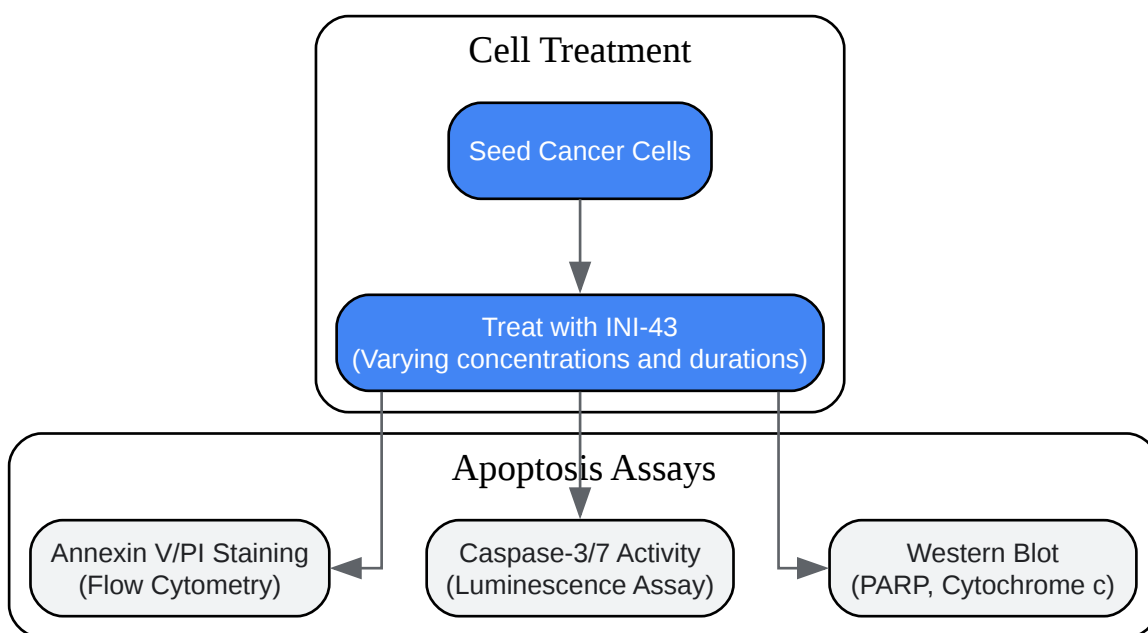 Cell Treatment
Seed Cancer Cells
Treat with INI-43
(Varying concentrations and durations)
Apoptosis Assays
Annexin V/PI Staining
(Flow Cytometry)
Caspase-3/7 Activity
(Luminescence Assay)
Western Blot
(PARP, Cytochrome c)